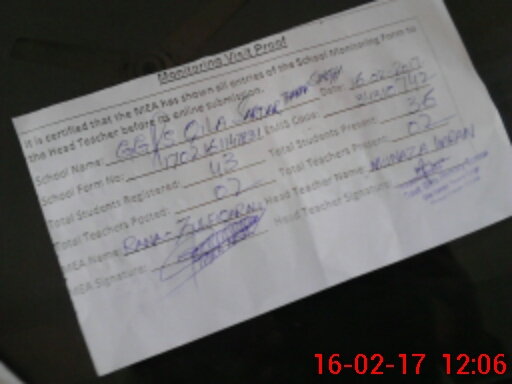 Monitoring Visit Proof
It is certified that the MEA has shown all entries of the School Monitoring Form to
the Head Teacher before its online submission.
School Name: GGPS QILA Date: 16-02-2017
School Form No: EMIS Code:
Total Students Registered: 43 Total Students Present: 36
Total Teachers Posted: 02 Total Teachers Present: 02
MEA Name: RANA ZULFQAR ALI Head Teacher Name: MUNAZA IMRAN
MEA Signature: Head Teacher Signature:
16-02-17 12:06